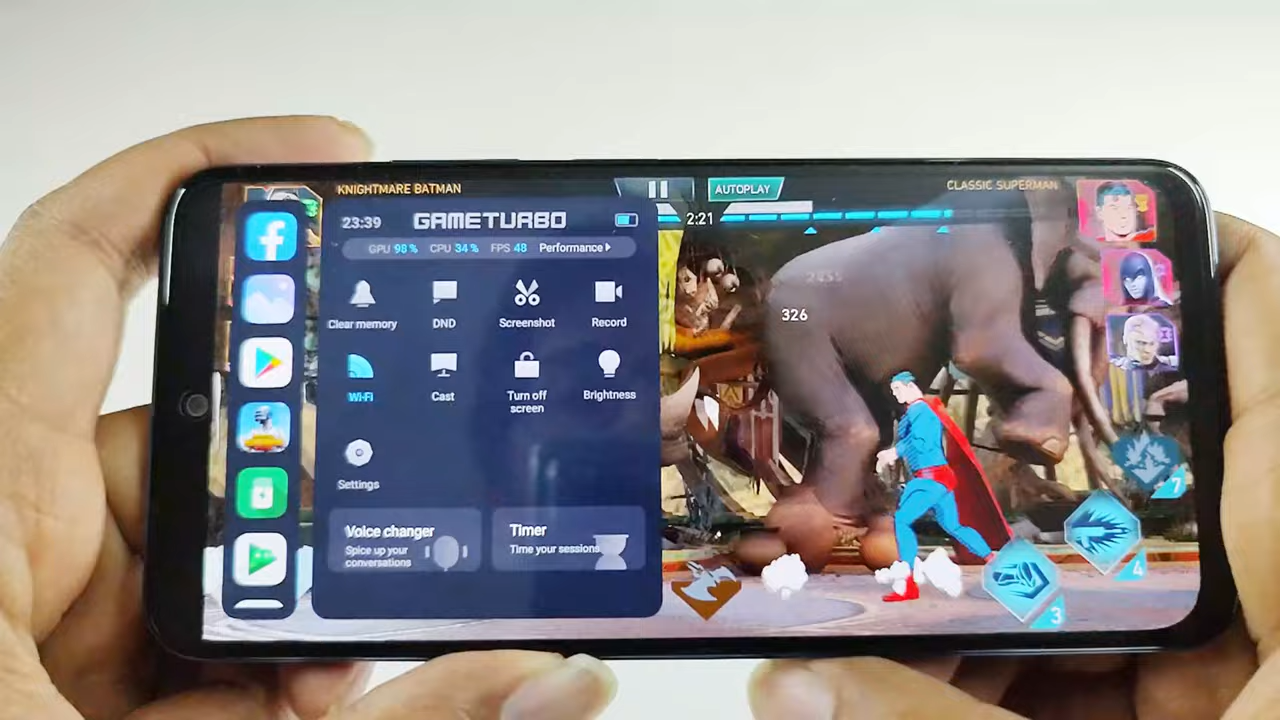 KNIGHTMARE BATMAN
AUTOPLAY
CLASSIC SUPERMAN
23:39
GAMETURBO
2:21
GPU 98% CPU 34% FPS 48 Performance
2455
326
Clear memory
DND
Screenshot
Record
Wi-Fi
Cast
Turn off
screen
Brightness
Settings
Voice changer
Spice up your
conversations
Timer
Time your sessions
7
4
3